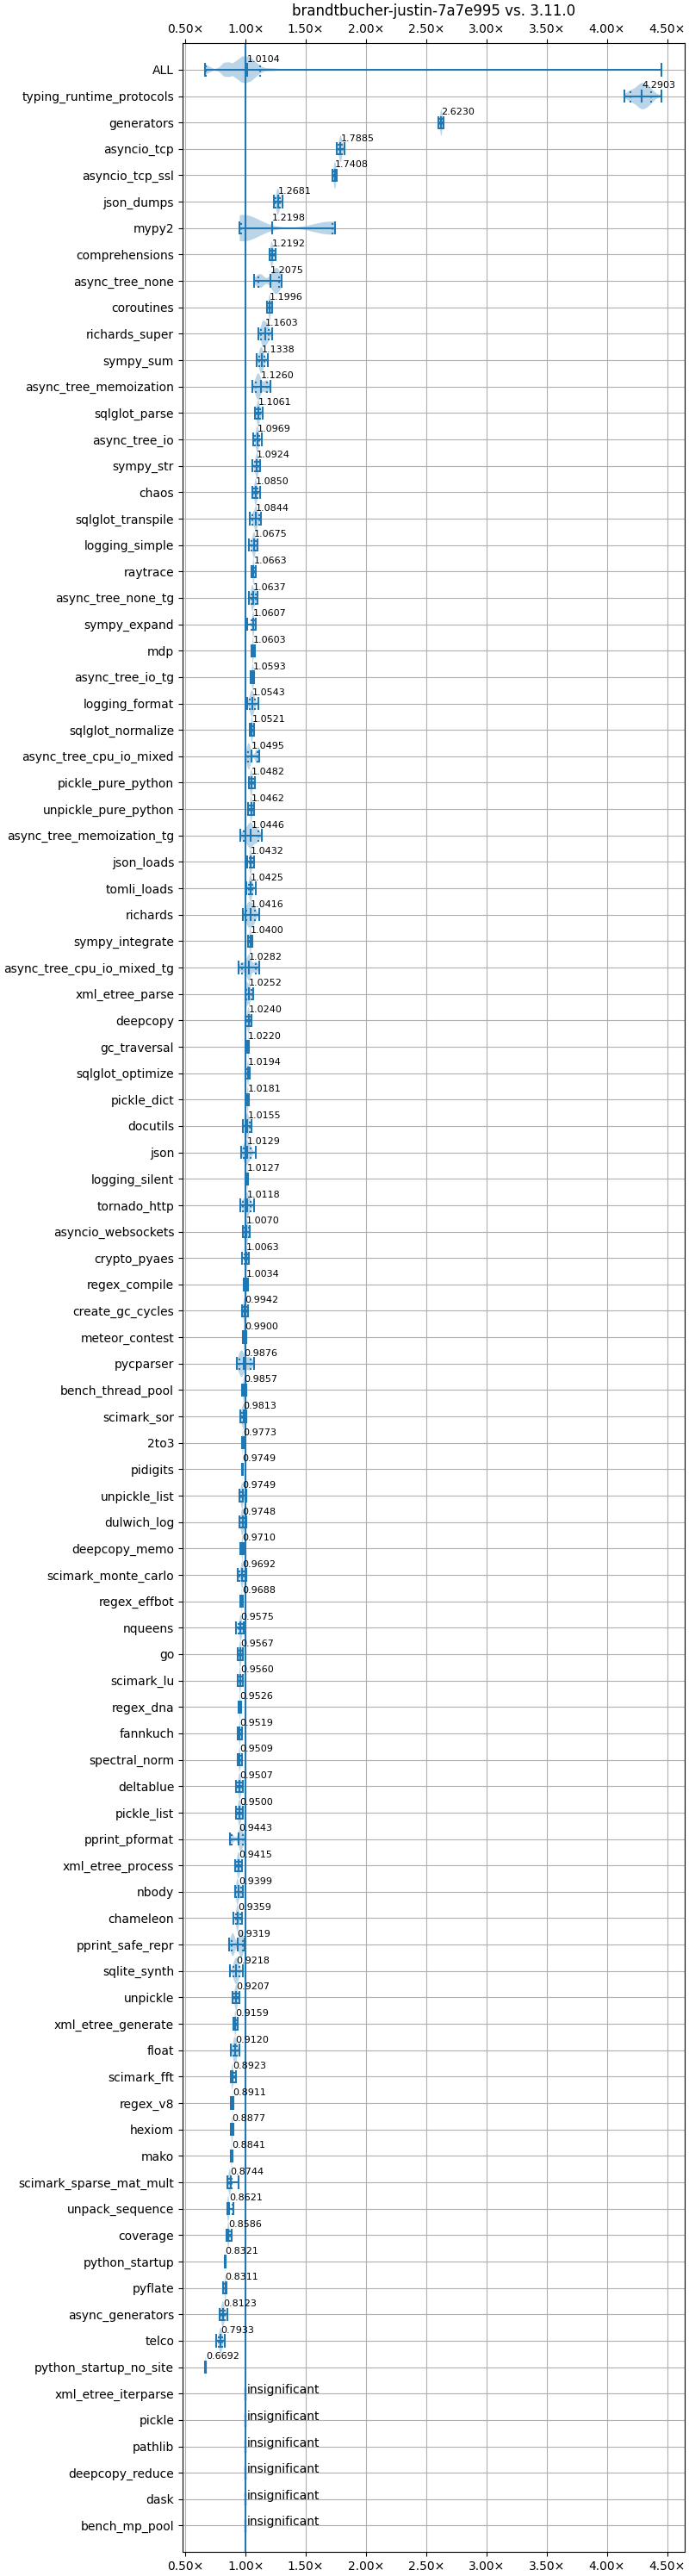 brandtbucher-justin-7a7e995 vs. 3.11.0
0.50× 1.00× 1.50× 2.00× 2.50× 3.00× 3.50× 4.00× 4.50×
ALL 1.0104
typing_runtime_protocols 4.2903
generators 2.6230
asyncio_tcp 1.7885
asyncio_tcp_ssl 1.7408
json_dumps 1.2681
mypy2 1.2198
comprehensions 1.2192
async_tree_none 1.2075
coroutines 1.1996
richards_super 1.1603
sympy_sum 1.1338
async_tree_memoization 1.1260
sqlglot_parse 1.1061
async_tree_io 1.0969
sympy_str 1.0924
chaos 1.0850
sqlglot_transpile 1.0844
logging_simple 1.0675
raytrace 1.0663
async_tree_none_tg 1.0637
sympy_expand 1.0607
mdp 1.0603
async_tree_io_tg 1.0593
logging_format 1.0543
sqlglot_normalize 1.0521
async_tree_cpu_io_mixed 1.0495
pickle_pure_python 1.0482
unpickle_pure_python 1.0462
async_tree_memoization_tg 1.0446
json_loads 1.0432
tomli_loads 1.0425
richards 1.0416
sympy_integrate 1.0400
async_tree_cpu_io_mixed_tg 1.0282
xml_etree_parse 1.0252
deepcopy 1.0240
gc_traversal 1.0220
sqlglot_optimize 1.0194
pickle_dict 1.0181
docutils 1.0155
json 1.0129
logging_silent 1.0127
tornado_http 1.0118
asyncio_websockets 1.0070
crypto_pyaes 1.0063
regex_compile 1.0034
create_gc_cycles 0.9942
meteor_contest 0.9900
pycparser 0.9876
bench_thread_pool 0.9857
scimark_sor 0.9813
2to3 0.9773
pidigits 0.9749
unpickle_list 0.9749
dulwich_log 0.9748
deepcopy_memo 0.9710
scimark_monte_carlo 0.9692
regex_effbot 0.9688
nqueens 0.9575
go 0.9567
scimark_lu 0.9560
regex_dna 0.9526
fannkuch 0.9519
spectral_norm 0.9509
deltablue 0.9507
pickle_list 0.9500
pprint_pformat 0.9443
xml_etree_process 0.9415
nbody 0.9399
chameleon 0.9359
pprint_safe_repr 0.9319
sqlite_synth 0.9218
unpickle 0.9207
xml_etree_generate 0.9159
float 0.9120
scimark_fft 0.8923
regex_v8 0.8911
hexiom 0.8877
mako 0.8841
scimark_sparse_mat_mult 0.8744
unpack_sequence 0.8621
coverage 0.8586
python_startup 0.8321
pyflate 0.8311
async_generators 0.8123
telco 0.7933
python_startup_no_site 0.6692
xml_etree_iterparse insignificant
pickle insignificant
pathlib insignificant
deepcopy_reduce insignificant
dask insignificant
bench_mp_pool insignificant
0.50× 1.00× 1.50× 2.00× 2.50× 3.00× 3.50× 4.00× 4.50×